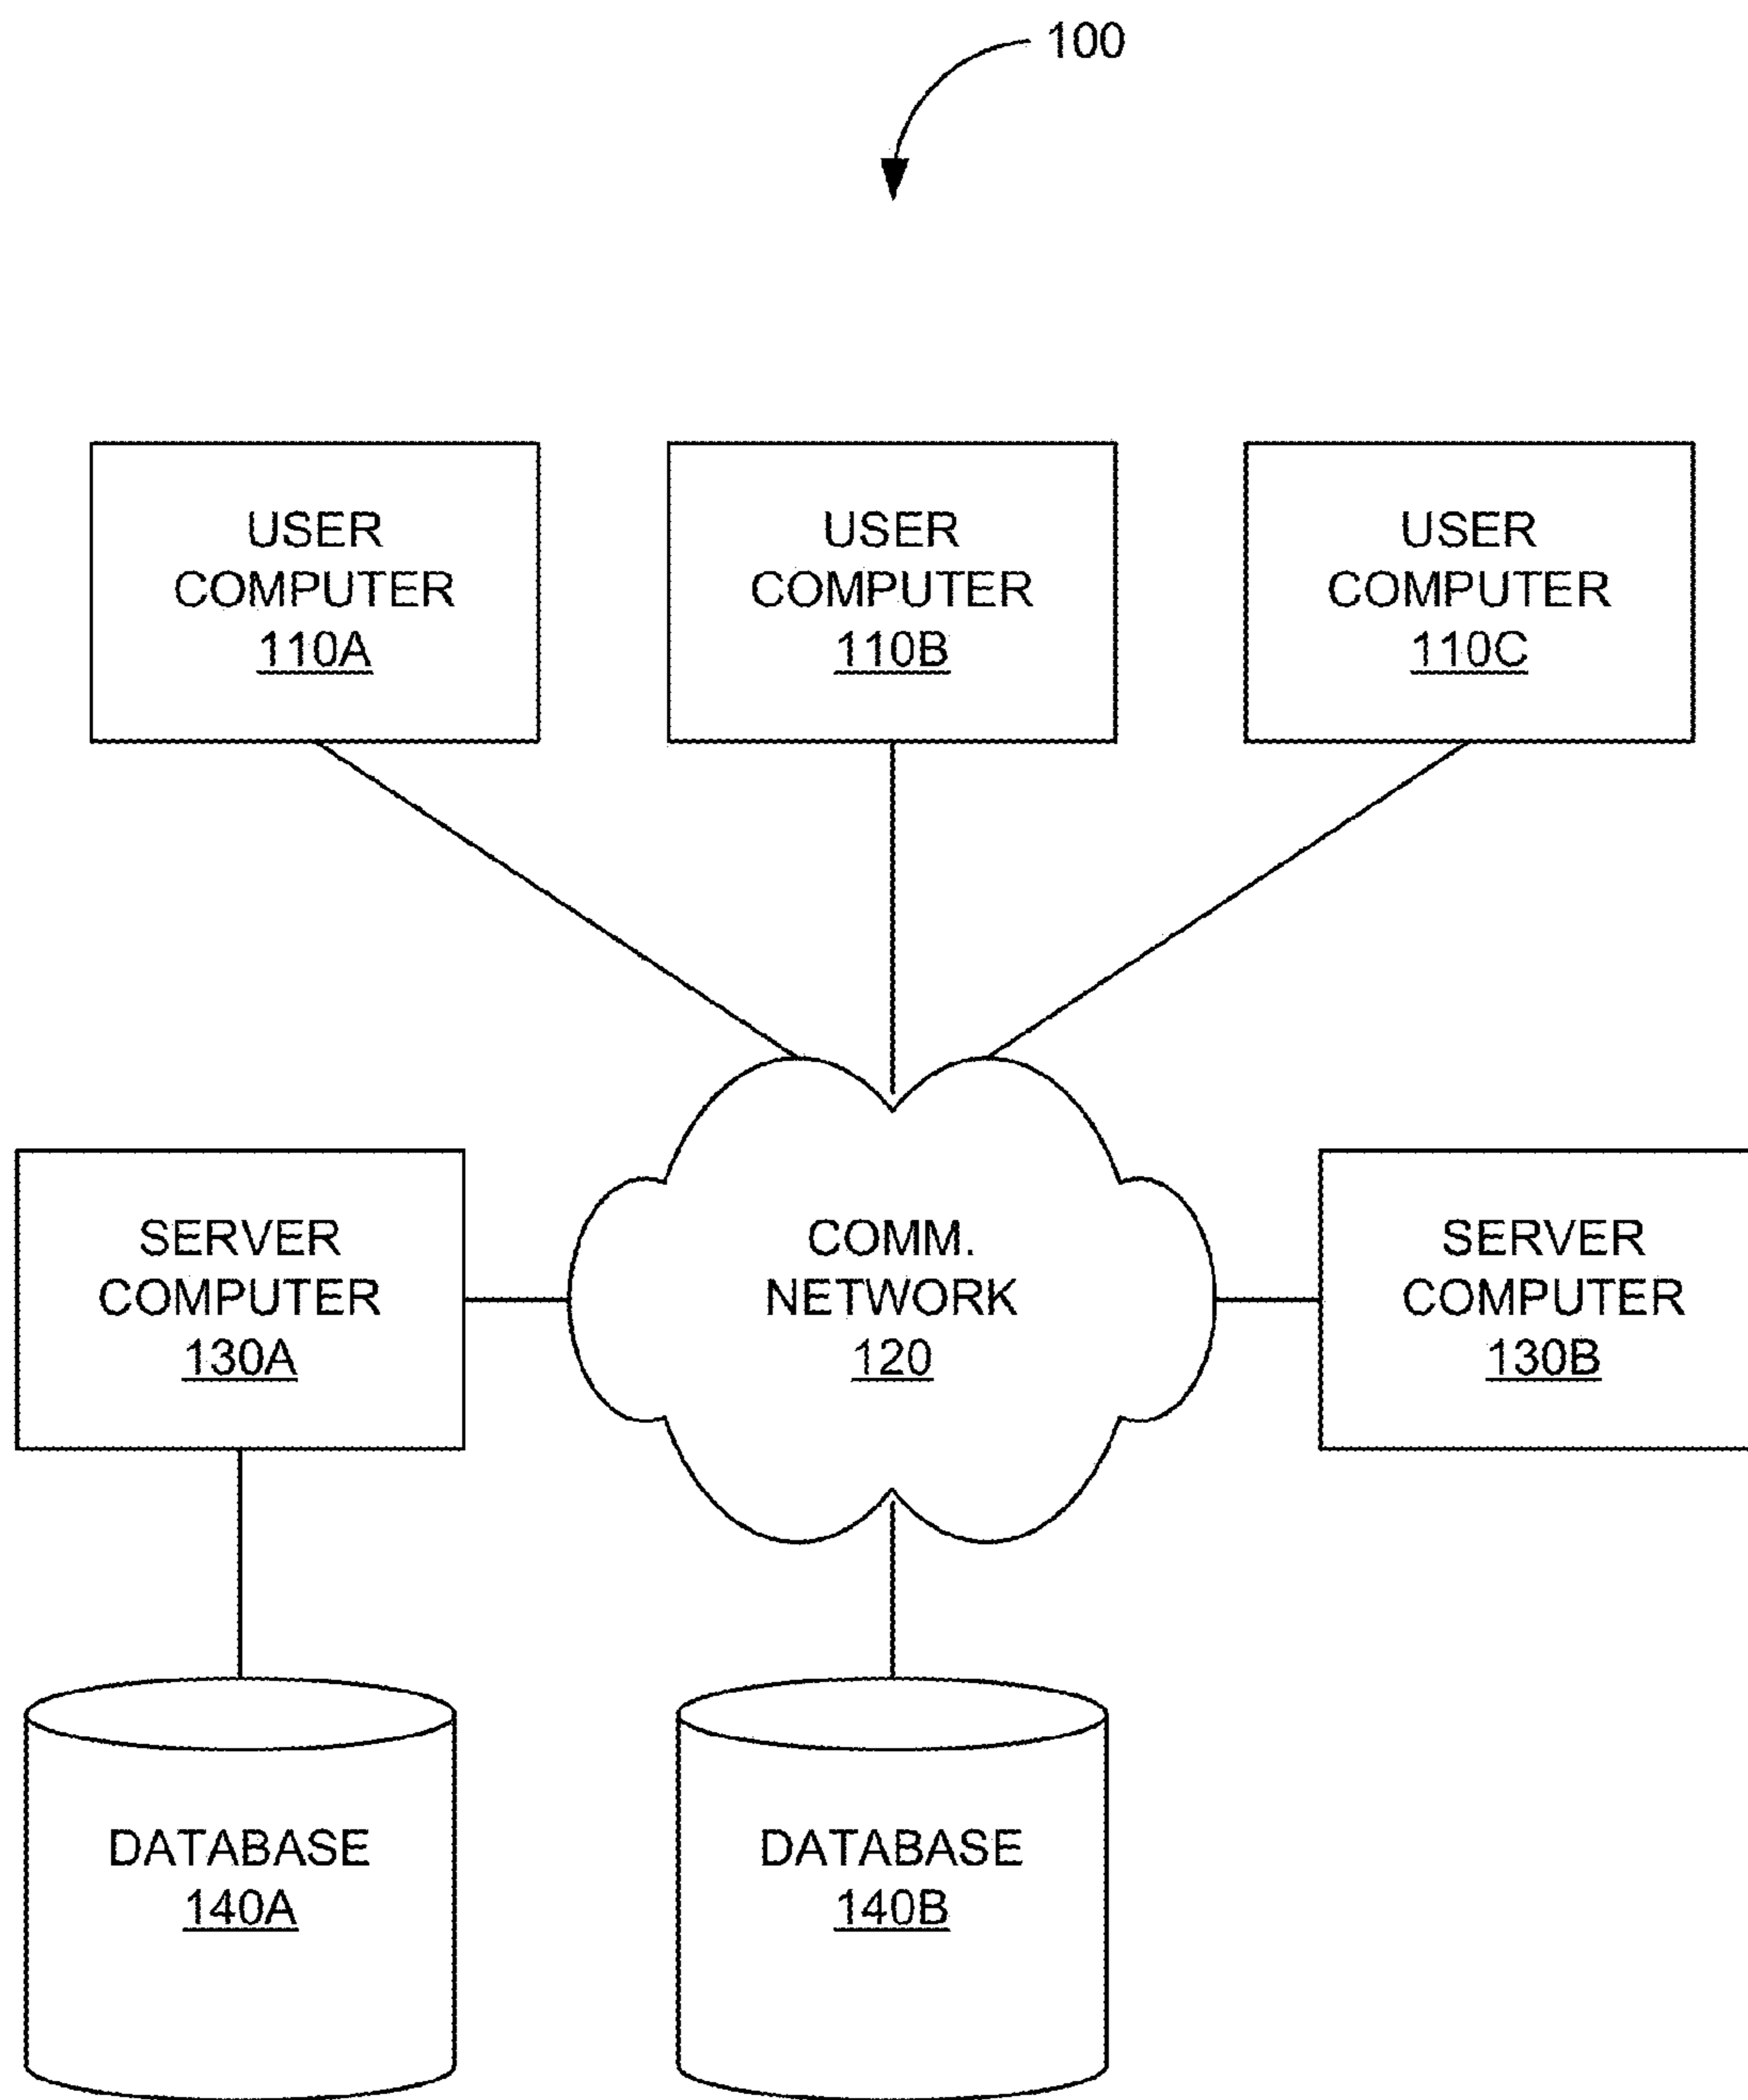 100
USER
COMPUTER
110A
USER
COMPUTER
110B
USER
COMPUTER
110C
SERVER
COMPUTER
130A
COMM.
NETWORK
120
SERVER
COMPUTER
130B
DATABASE
140A
DATABASE
140B